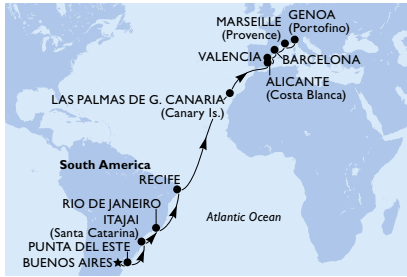 GENOA
(Portofino)
MARSEILLE
(Provence)
VALENCIA
BARCELONA
ALICANTE
(Costa Blanca)
LAS PALMAS DE G. CANARIA
(Canary Is.)
South America
RECIFE
RIO DE JANEIRO
ITAJAI
(Santa Catarina)
Atlantic Ocean
PUNTA DEL ESTE
BUENOS AIRES